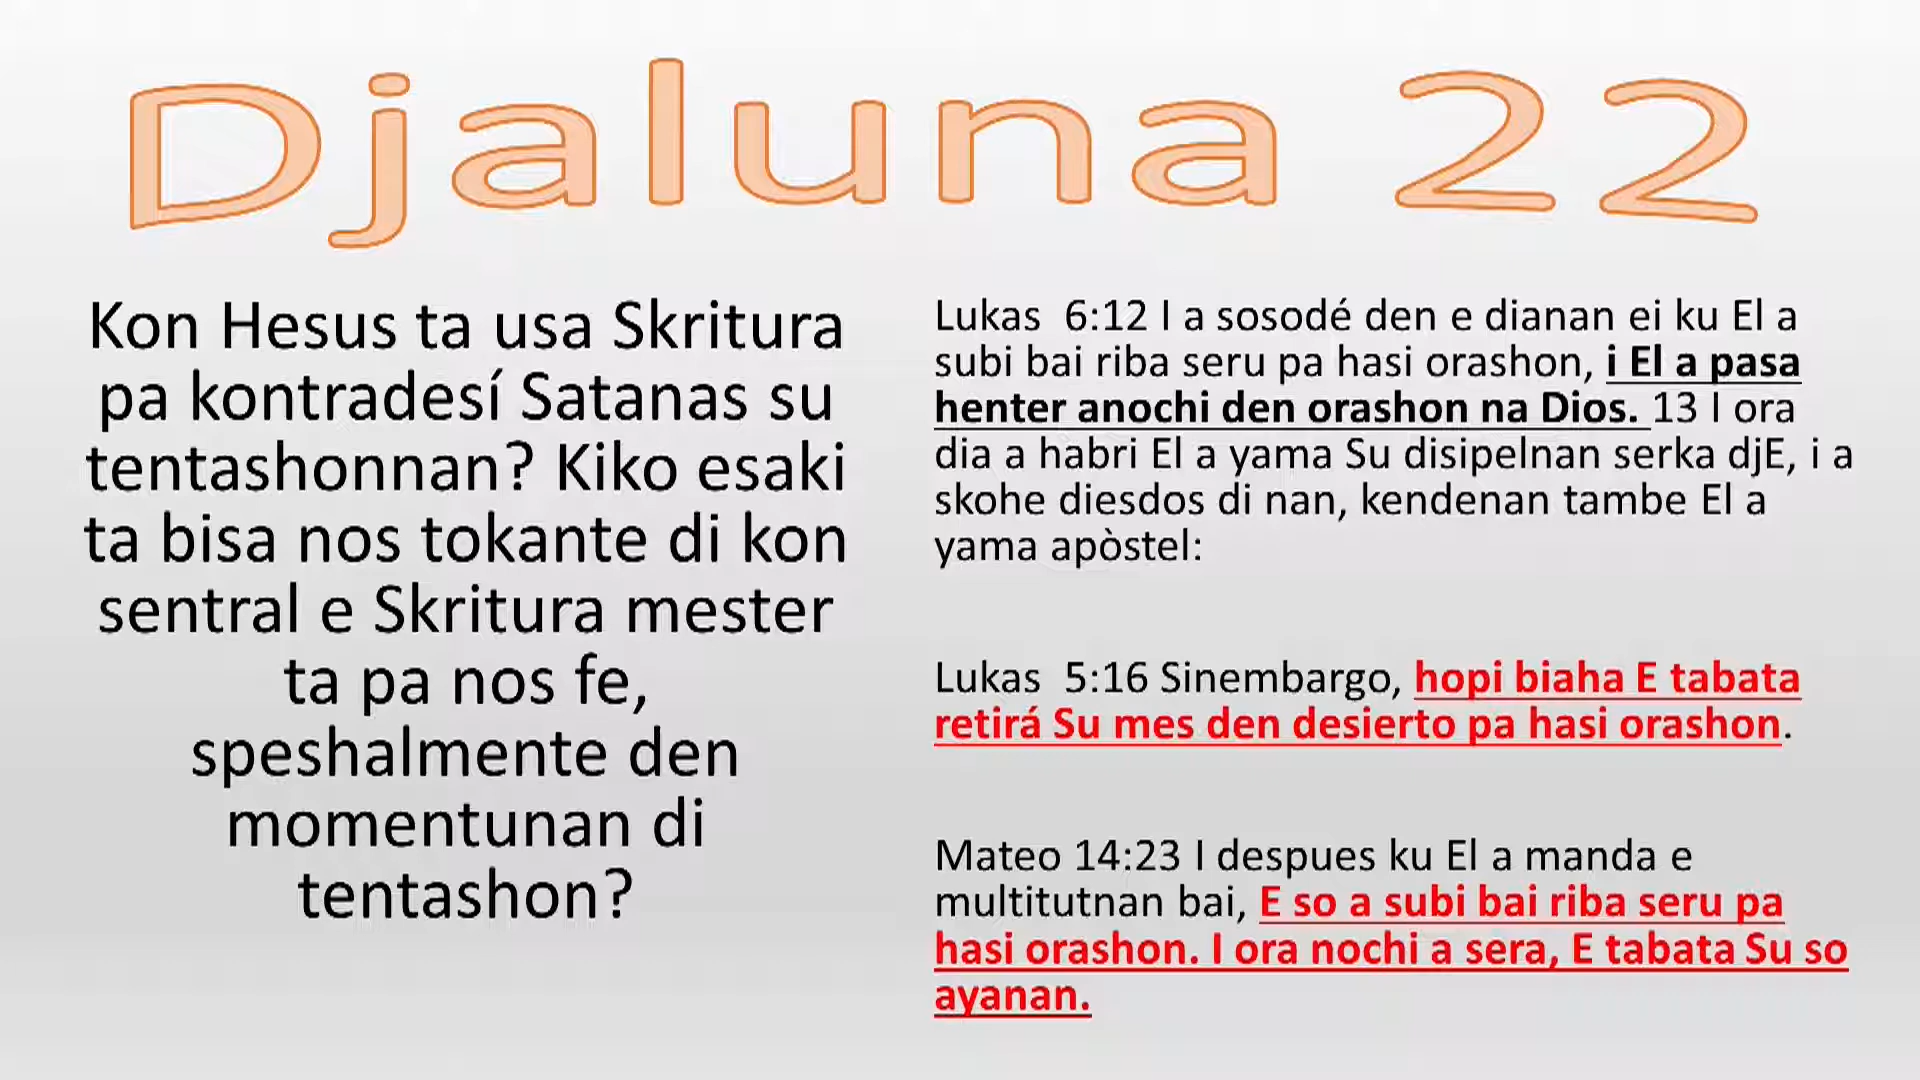 Djaluna 22
Kon Hesus ta usa Skritura
pa kontradesí Satanas su
tentashonnan? Kiko esaki
ta bisa nos tokante di kon
sentral e Skritura mester
ta pa nos fe,
speshalmente den
momentunan di
tentashon?
Lukas  6:12 I a sosodé den e dianan ei ku El a
subi bai riba seru pa hasi orashon, i El a pasa
henter anochi den orashon na Dios. 13 I ora
dia a habri El a yama Su disipelnan serka djE, i a
skohe diesdos di nan, kendenan tambe El a
yama apòstel:
Lukas  5:16 Sinembargo, hopi biaha E tabata
retirá Su mes den desierto pa hasi orashon.
Mateo 14:23 I despues ku El a manda e
multitutnan bai, E so a subi bai riba seru pa
hasi orashon. I ora nochi a sera, E tabata Su so
ayanan.